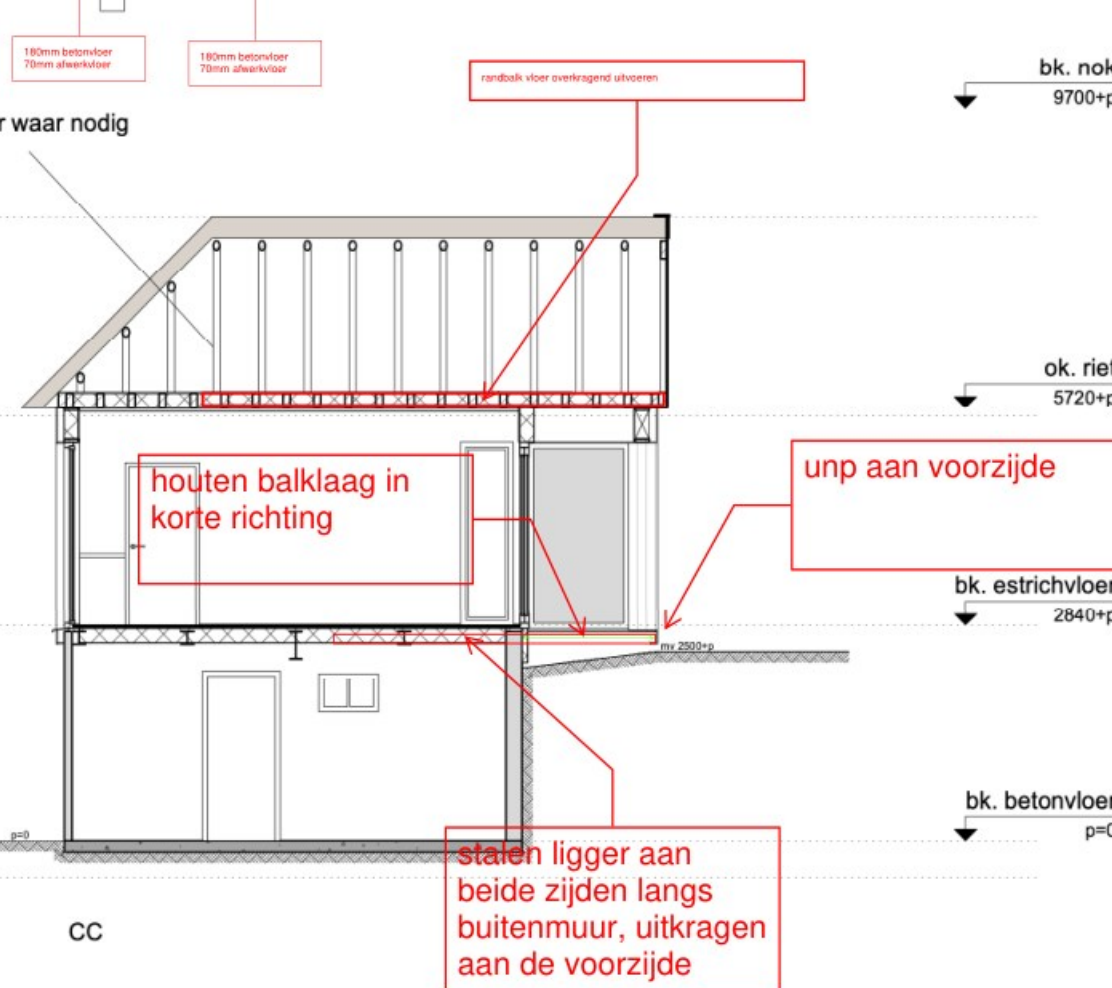 180mm betonvloer
70mm afwerkvloer
180mm betonvloer
70mm afwerkvloer
randbalk vloer overkragend uitvoeren
bk. nok
9700+p
r waar nodig
ok. rief
5720+p
houten balklaag in
korte richting
unp aan voorzijde
bk. estrichvloer
2840+p
mv 2500+p
bk. betonvloer
p=0
p=0
stalen ligger aan
beide zijden langs
buitenmuur, uitkragen
aan de voorzijde
CC